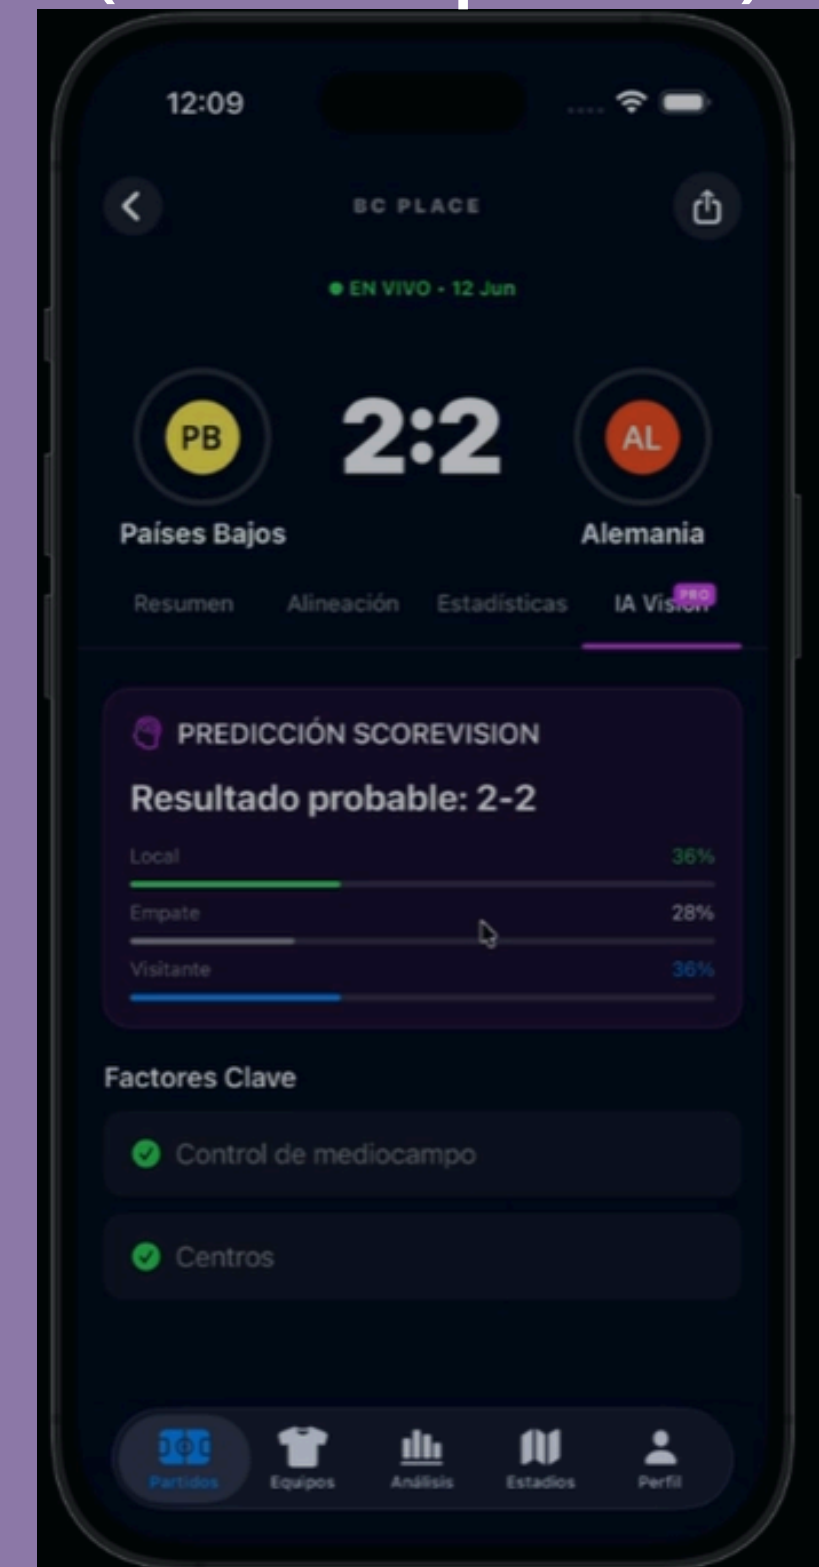 12:09
BC PLACE
EN VIVO - 12 Jun
PB
2:2
AL
Países Bajos
Alemania
Resumen
Alineación
Estadísticas
IA Vision
PRO
PREDICCIÓN SCOREVISION
Resultado probable: 2-2
Local
36%
Empate
28%
Visitante
36%
Factores Clave
Control de mediocampo
Centros
Partidos
Equipos
Análisis
Estadios
Perfil